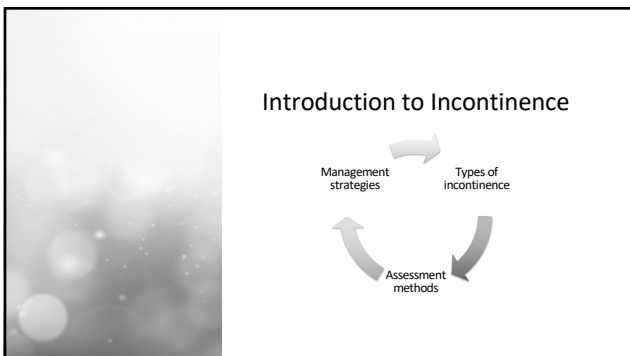 Introduction to Incontinence
Management
strategies
Types of
incontinence
Assessment
methods